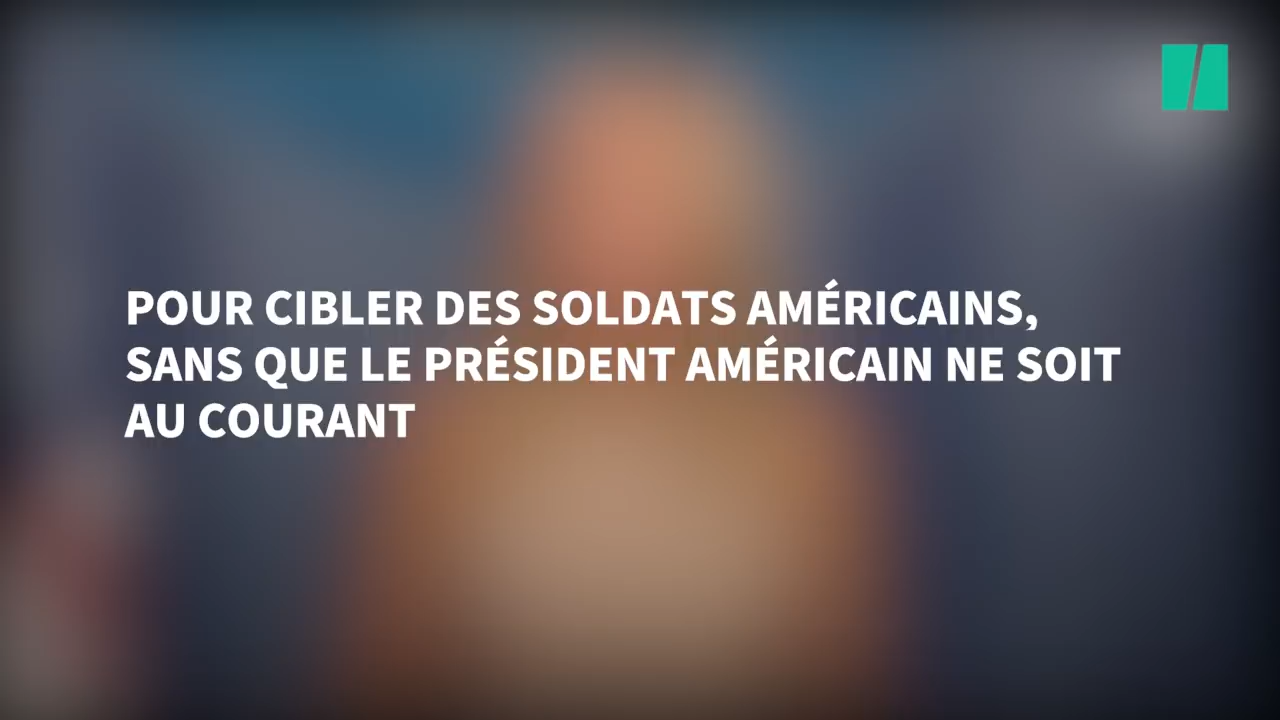 POUR CIBLER DES SOLDATS AMÉRICAINS,
SANS QUE LE PRÉSIDENT AMÉRICAIN NE SOIT
AU COURANT